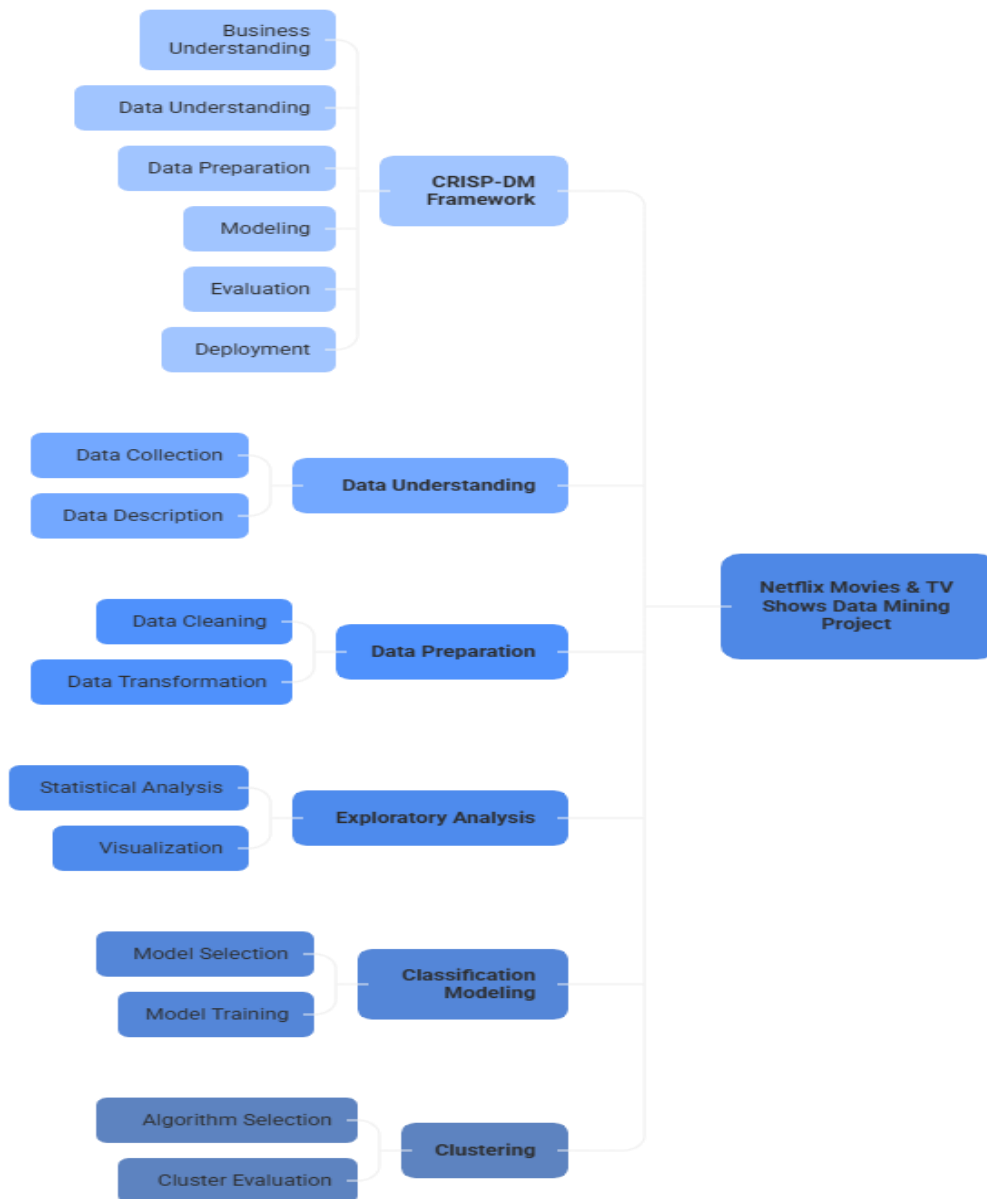 Business
Understanding
Data Understanding
Data Preparation
Modeling
Evaluation
Deployment
CRISP-DM
Framework
Data Collection
Data Description
Data Understanding
Data Cleaning
Data Transformation
Data Preparation
Statistical Analysis
Visualization
Exploratory Analysis
Model Selection
Model Training
Classification
Modeling
Algorithm Selection
Cluster Evaluation
Clustering
Netflix Movies & TV
Shows Data Mining
Project